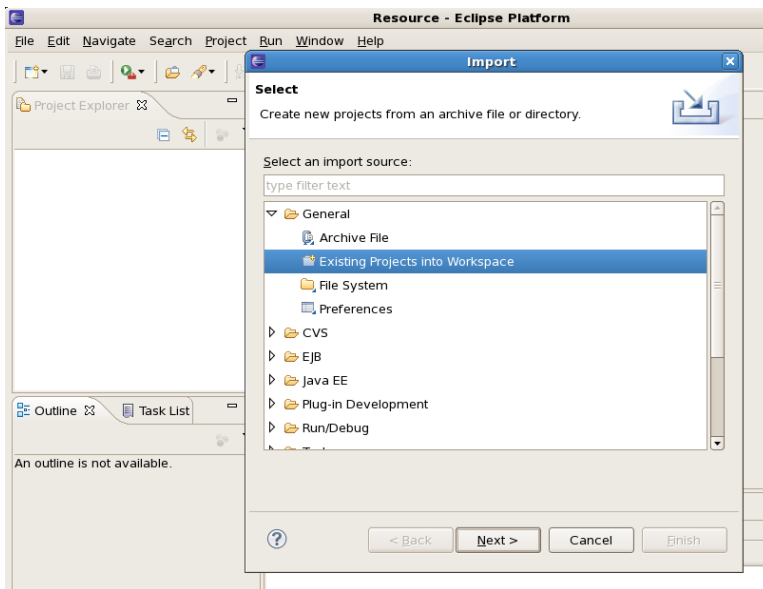 Resource - Eclipse Platform
File Edit Navigate Search Project Run Window Help
Import
Project Explorer
Select
Create new projects from an archive file or directory.
Select an import source:
type filter text
General
Archive File
Existing Projects into Workspace
File System
Preferences
CVS
EJB
Java EE
Plug-in Development
Run/Debug
Outline Task List
An outline is not available.
< Back Next > Cancel Finish